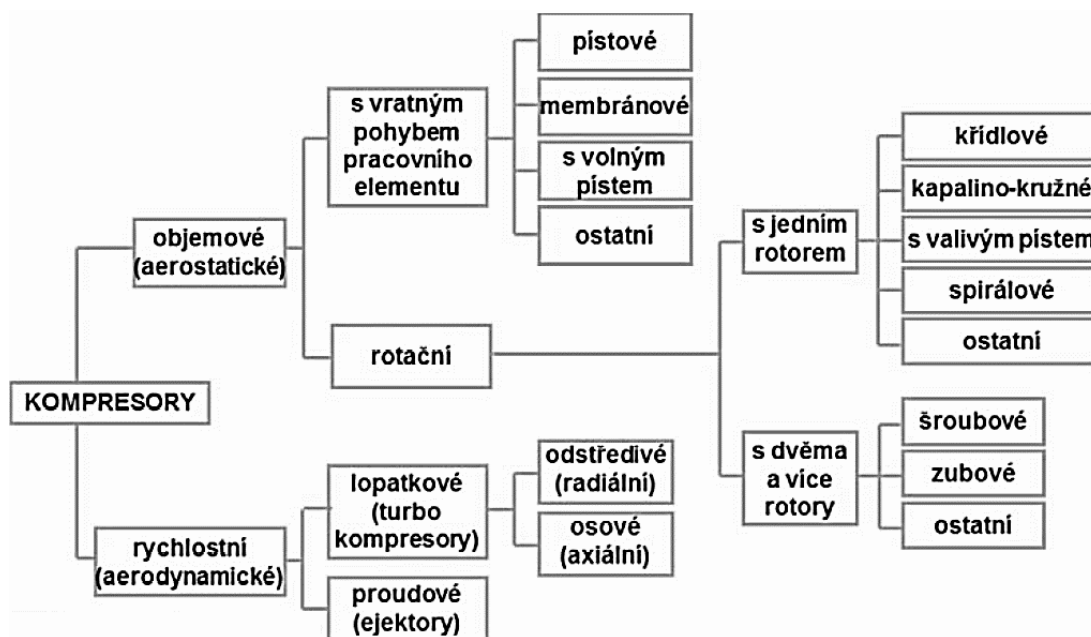 KOMPRESORY
objemové
(aerostatické)
s vratným
pohybem
pracovního
elementu
pístové
membránové
s volným
pístem
ostatní
rotační
s jedním
rotorem
křídlové
kapalino-kružné
s valivým pístem
spirálové
ostatní
s dvěma
a více
rotory
šroubové
zubové
ostatní
rychlostní
(aerodynamické)
lopatkové
(turbo
kompresory)
odstředivé
(radiální)
osové
(axiální)
proudové
(ejektory)